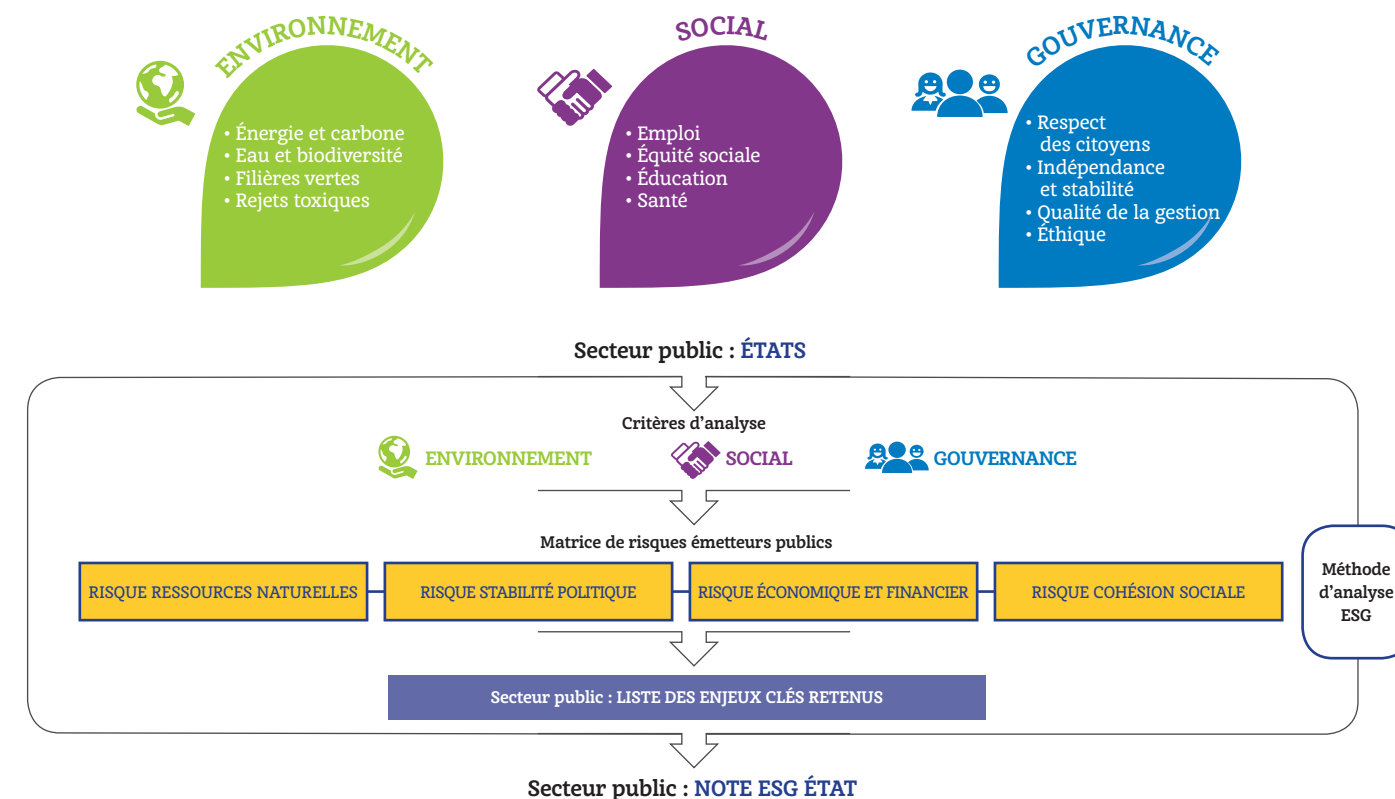 ENVIRONNEMENT
• Énergie et carbone
• Eau et biodiversité
• Filières vertes
• Rejets toxiques
SOCIAL
• Emploi
• Équité sociale
• Éducation
• Santé
GOUVERNANCE
• Respect
des citoyens
• Indépendance
et stabilité
• Qualité de la gestion
• Éthique
Secteur public : ÉTATS
Critères d'analyse
ENVIRONNEMENT
SOCIAL
GOUVERNANCE
Matrice de risques émetteurs publics
RISQUE RESSOURCES NATURELLES
RISQUE STABILITÉ POLITIQUE
RISQUE ÉCONOMIQUE ET FINANCIER
RISQUE COHÉSION SOCIALE
Méthode
d'analyse
ESG
Secteur public : LISTE DES ENJEUX CLÉS RETENUS
Secteur public : NOTE ESG ÉTAT